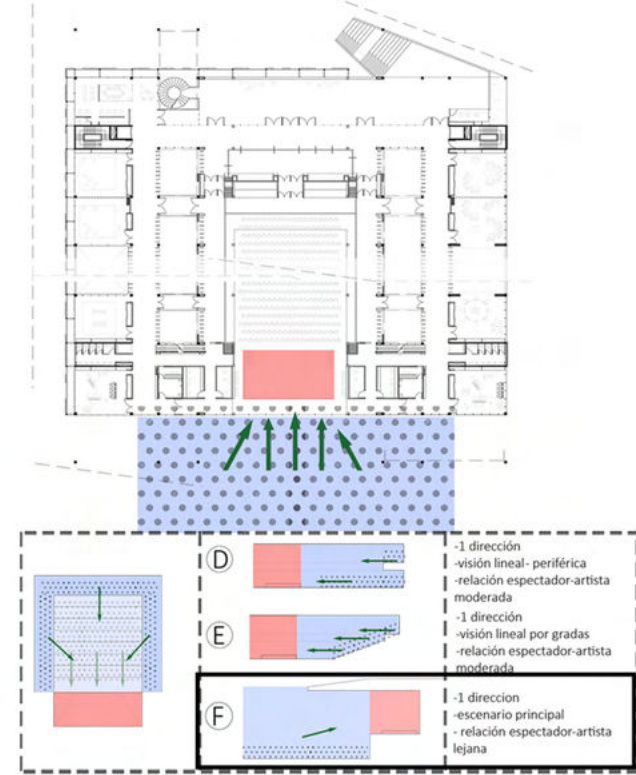 D
-1 dirección
-visión lineal- periférica
-relación espectador-artista
moderada
E
-1 dirección
-visión lineal por gradas
-relación espectador-artista
moderada
F
-1 direccion
-escenario principal
- relación espectador-artista
lejana